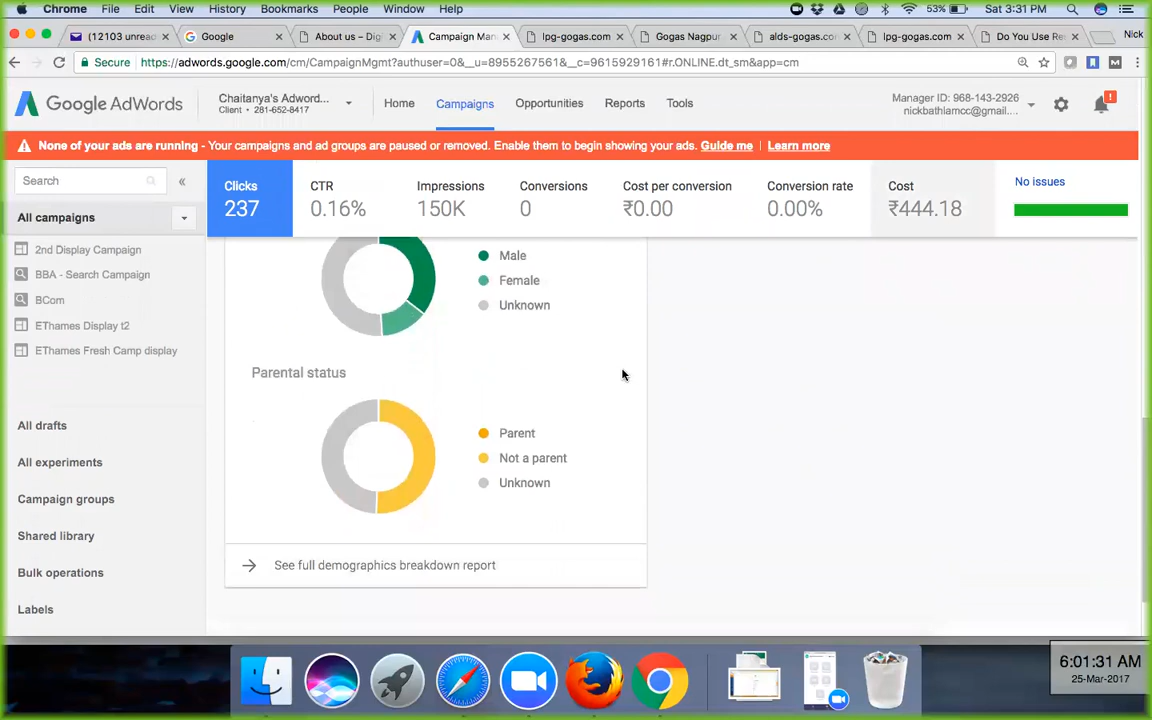 Chrome File Edit View History Bookmarks People Window Help 53% Sat 3:31 PM
(12103 unrea Google About us – Digi Campaign Man lpg-gogas.com Gogas Nagpur alds-gogas.co lpg-gogas.com Do You Use Re Nick
Secure https://adwords.google.com/cm/CampaignMgmt?authuser=0&__u=8955267561&__c=9615929161#r.ONLINE.dt_sm&app=cm
Google AdWords
Chaitanya's Adword...
Client • 281-652-8417
Home Campaigns Opportunities Reports Tools
Manager ID: 968-143-2926
nickbathlamcc@gmail....
!
None of your ads are running - Your campaigns and ad groups are paused or removed. Enable them to begin showing your ads. Guide me | Learn more
Search «
Clicks
237
CTR
0.16%
Impressions
150K
Conversions
0
Cost per conversion
₹0.00
Conversion rate
0.00%
Cost
₹444.18
No issues
All campaigns
2nd Display Campaign
BBA - Search Campaign
BCom
EThames Display t2
EThames Fresh Camp display
All drafts
All experiments
Campaign groups
Shared library
Bulk operations
Labels
Male
Female
Unknown
Parental status
Parent
Not a parent
Unknown
See full demographics breakdown report
6:01:31 AM
25-Mar-2017